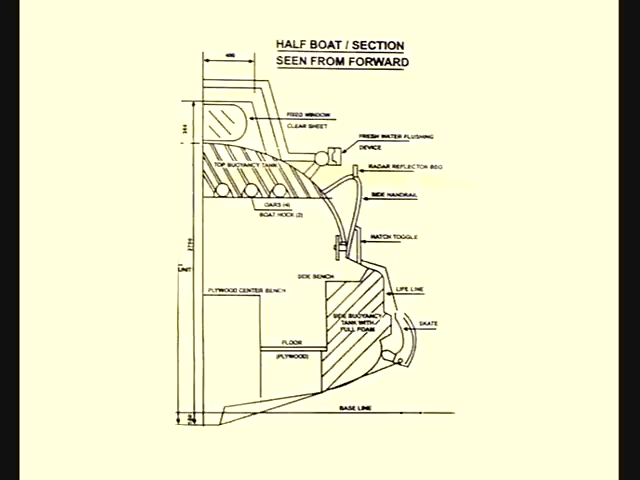 HALF BOAT / SECTION
SEEN FROM FORWARD
FIXED WINDOW
CLEAR SHEET
FRESH WATER FLUSHING
DEVICE
TOP BUOYANCY TANK
RADAR REFLECTOR
SIDE HANDRAIL
OARS (4)
BOAT HOOK (2)
HATCH TOGGLE
UNIT
SIDE BENCH
PLYWOOD CENTER BENCH
LIFE LINE
SIDE BUOYANCY
TANK WITH
FULL FOAM
SKATE
FLOOR
(PLYWOOD)
BASE LINE